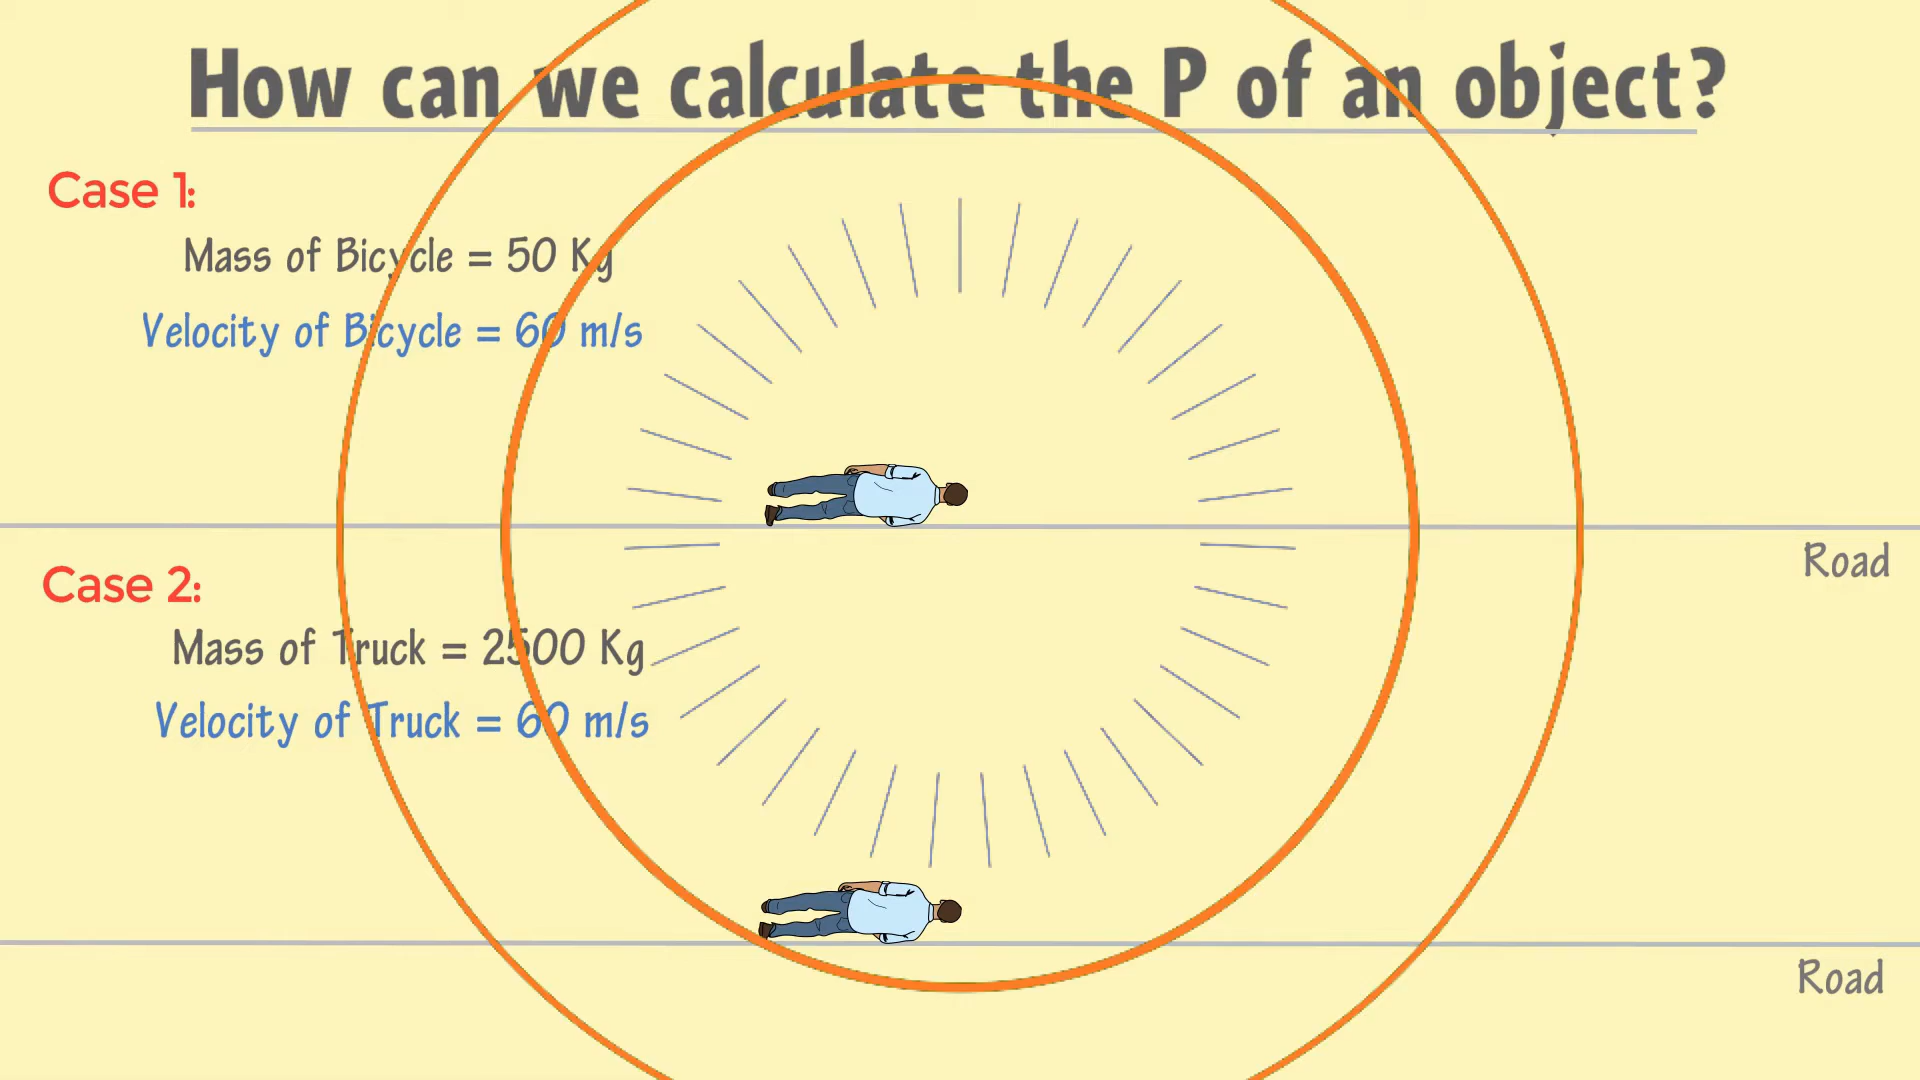 How can we calculate the P of an object?
Case 1:
Mass of Bicycle = 50 Kg
Velocity of Bicycle = 60 m/s
Road
Case 2:
Mass of Truck = 2500 Kg
Velocity of Truck = 60 m/s
Road